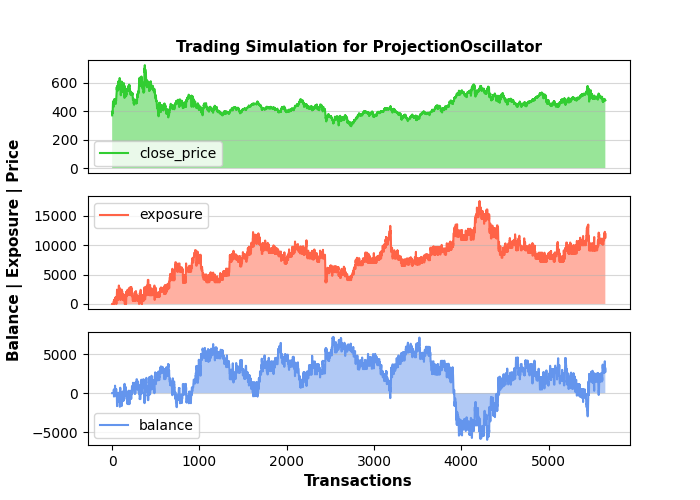 Trading Simulation for ProjectionOscillator
600
400
200
0
close_price
Balance | Exposure | Price
15000
10000
5000
0
exposure
5000
0
−5000
balance
0 1000 2000 3000 4000 5000
Transactions